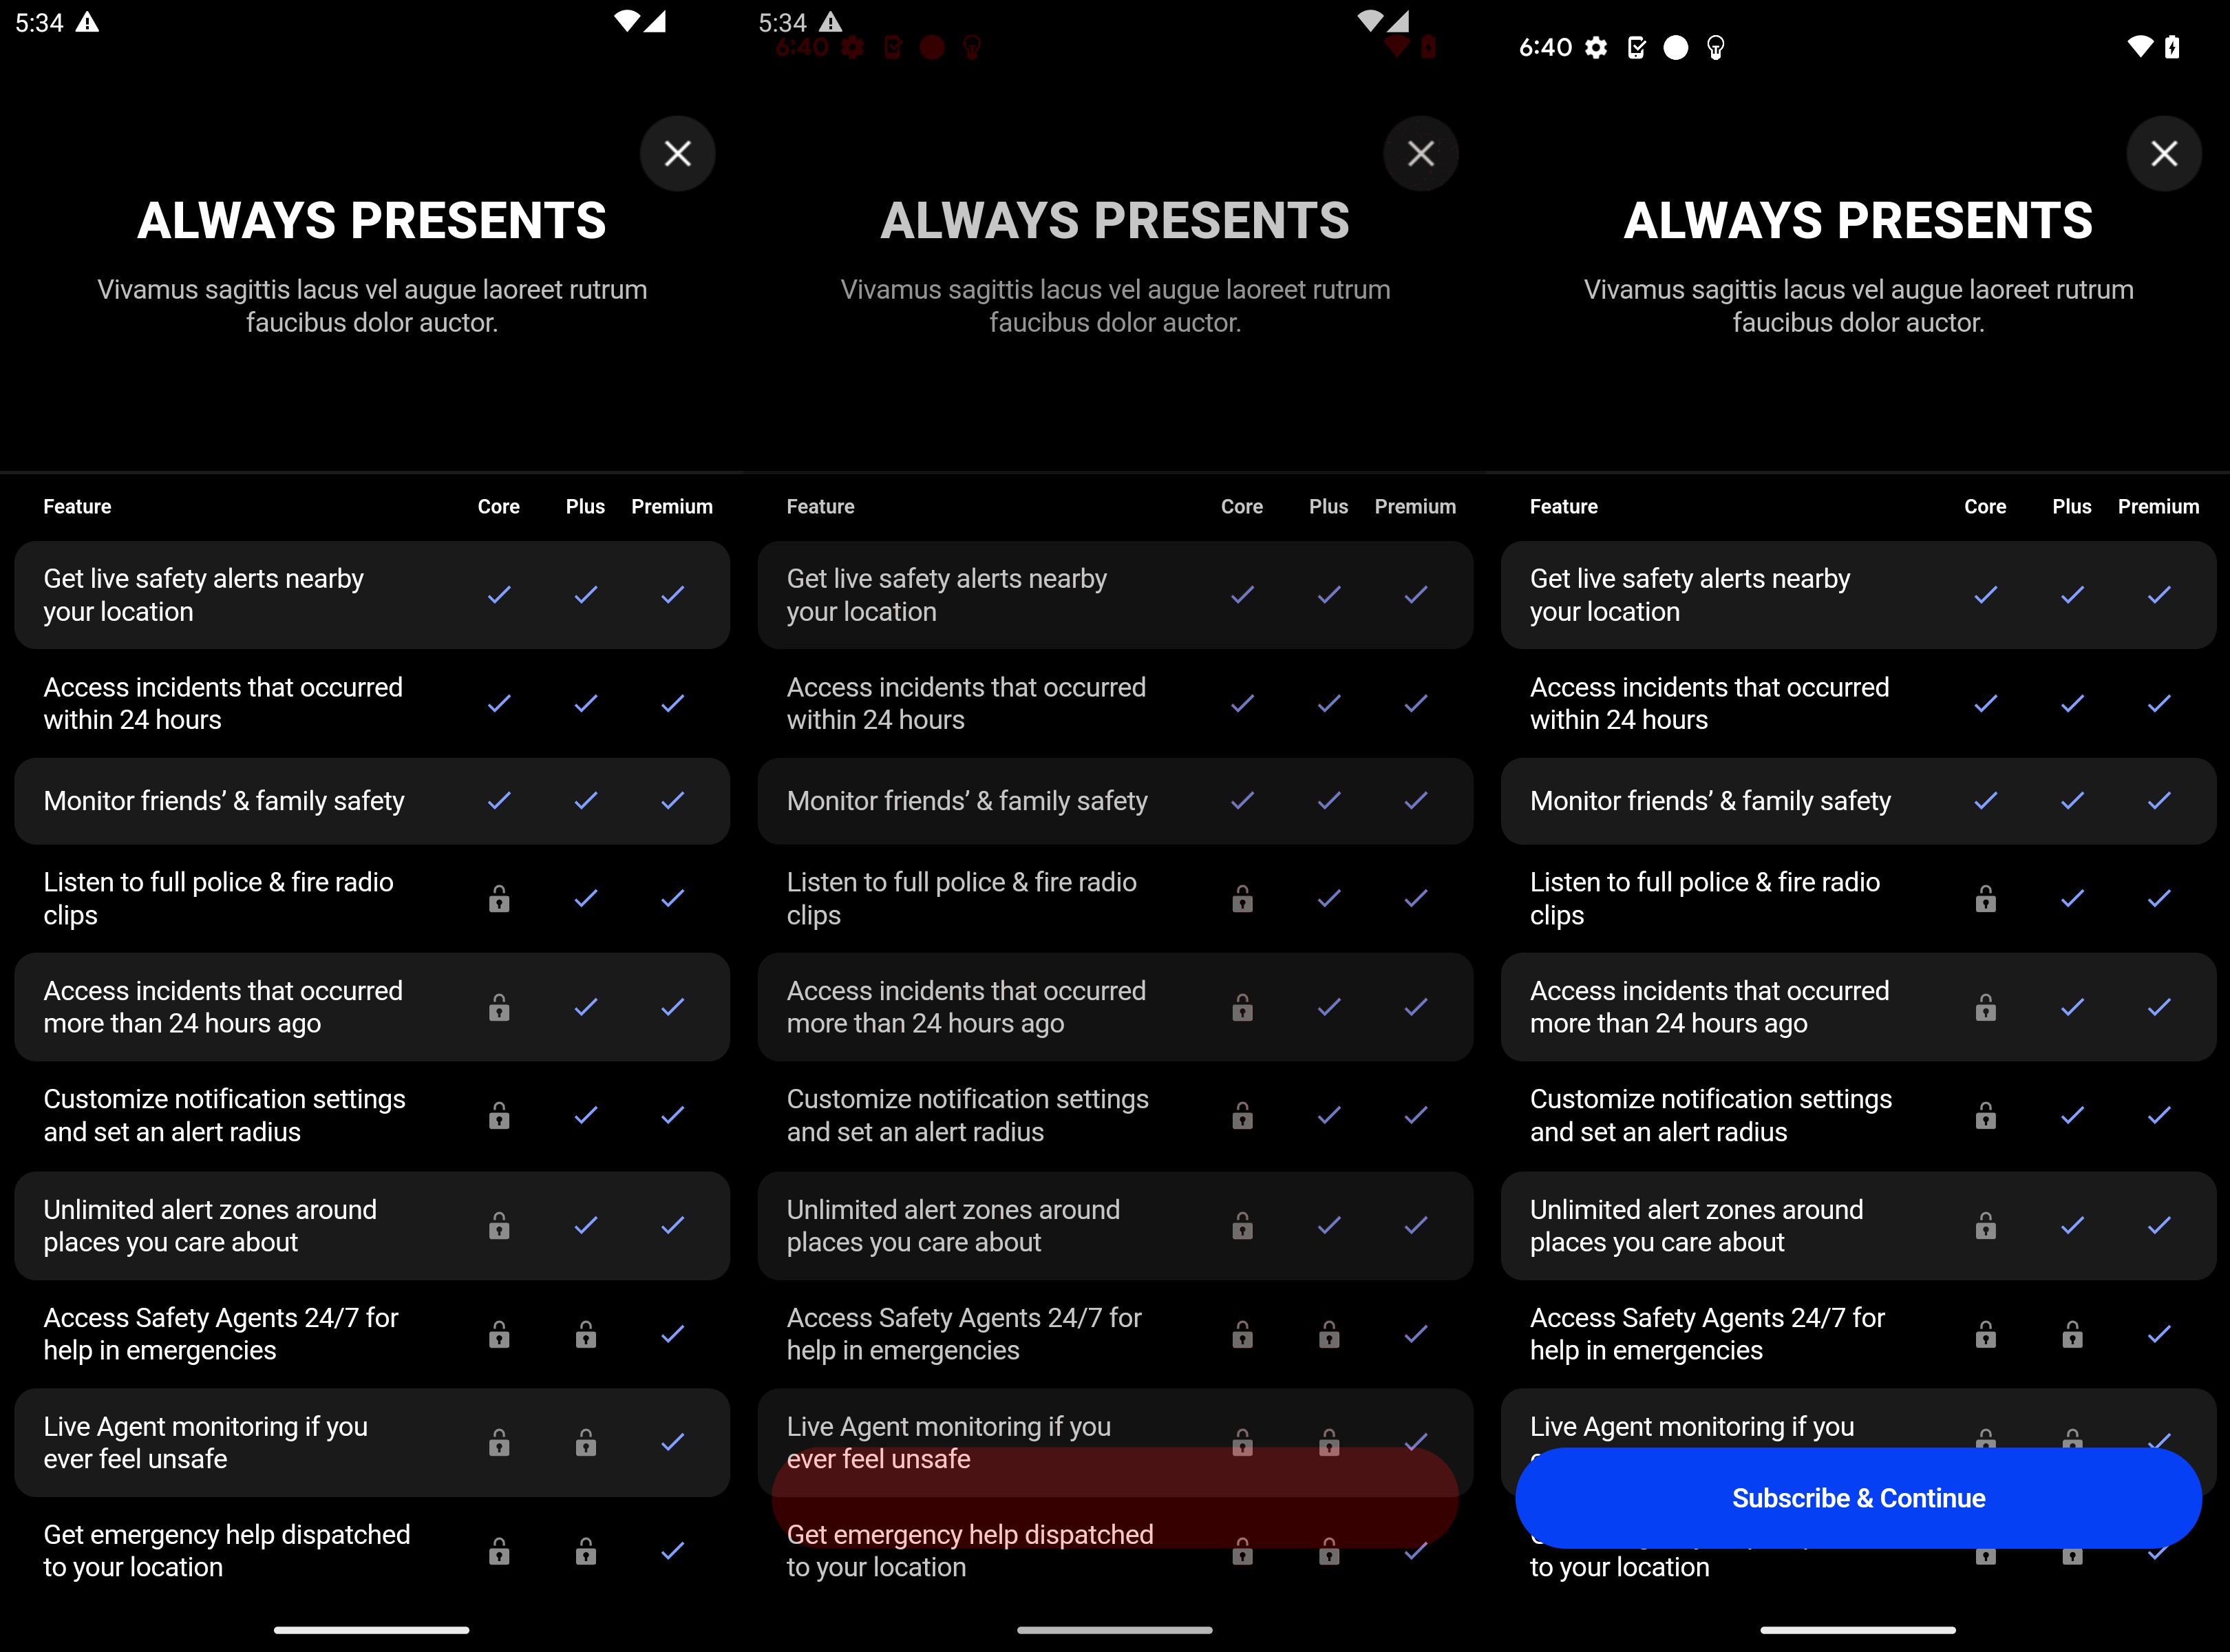 5:34
ALWAYS PRESENTS
Vivamus sagittis lacus vel augue laoreet rutrum
faucibus dolor auctor.
Feature Core Plus Premium
Get live safety alerts nearby
your location
Access incidents that occurred
within 24 hours
Monitor friends’ & family safety
Listen to full police & fire radio
clips
Access incidents that occurred
more than 24 hours ago
Customize notification settings
and set an alert radius
Unlimited alert zones around
places you care about
Access Safety Agents 24/7 for
help in emergencies
Live Agent monitoring if you
ever feel unsafe
Get emergency help dispatched
to your location
5:34
6:40
ALWAYS PRESENTS
Vivamus sagittis lacus vel augue laoreet rutrum
faucibus dolor auctor.
Feature Core Plus Premium
Get live safety alerts nearby
your location
Access incidents that occurred
within 24 hours
Monitor friends’ & family safety
Listen to full police & fire radio
clips
Access incidents that occurred
more than 24 hours ago
Customize notification settings
and set an alert radius
Unlimited alert zones around
places you care about
Access Safety Agents 24/7 for
help in emergencies
Live Agent monitoring if you
ever feel unsafe
Get emergency help dispatched
to your location
6:40
ALWAYS PRESENTS
Vivamus sagittis lacus vel augue laoreet rutrum
faucibus dolor auctor.
Feature Core Plus Premium
Get live safety alerts nearby
your location
Access incidents that occurred
within 24 hours
Monitor friends’ & family safety
Listen to full police & fire radio
clips
Access incidents that occurred
more than 24 hours ago
Customize notification settings
and set an alert radius
Unlimited alert zones around
places you care about
Access Safety Agents 24/7 for
help in emergencies
Live Agent monitoring if you
Subscribe & Continue
to your location